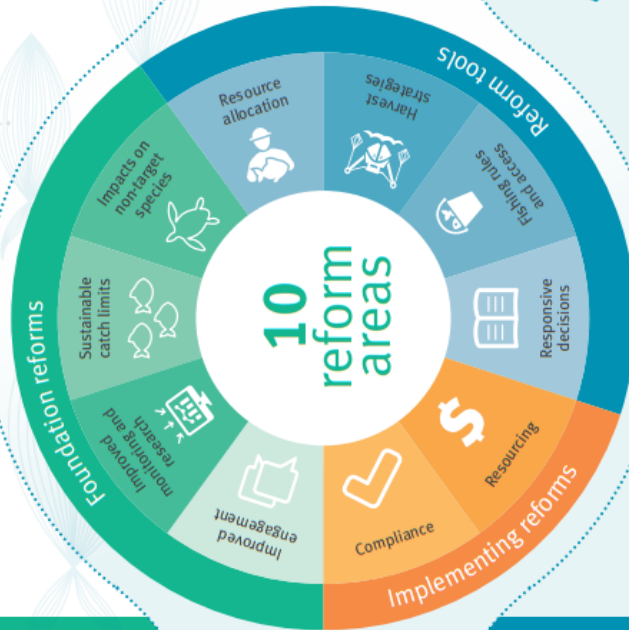 10
reform
areas
Foundation reforms
Improved
engagement
Improved
monitoring and
research
Sustainable
catch limits
Impacts on
non-target
species
Reform tools
Resource
allocation
Harvest
strategies
Fishing rules
and access
Responsive
decisions
Implementing reforms
Resourcing
Compliance